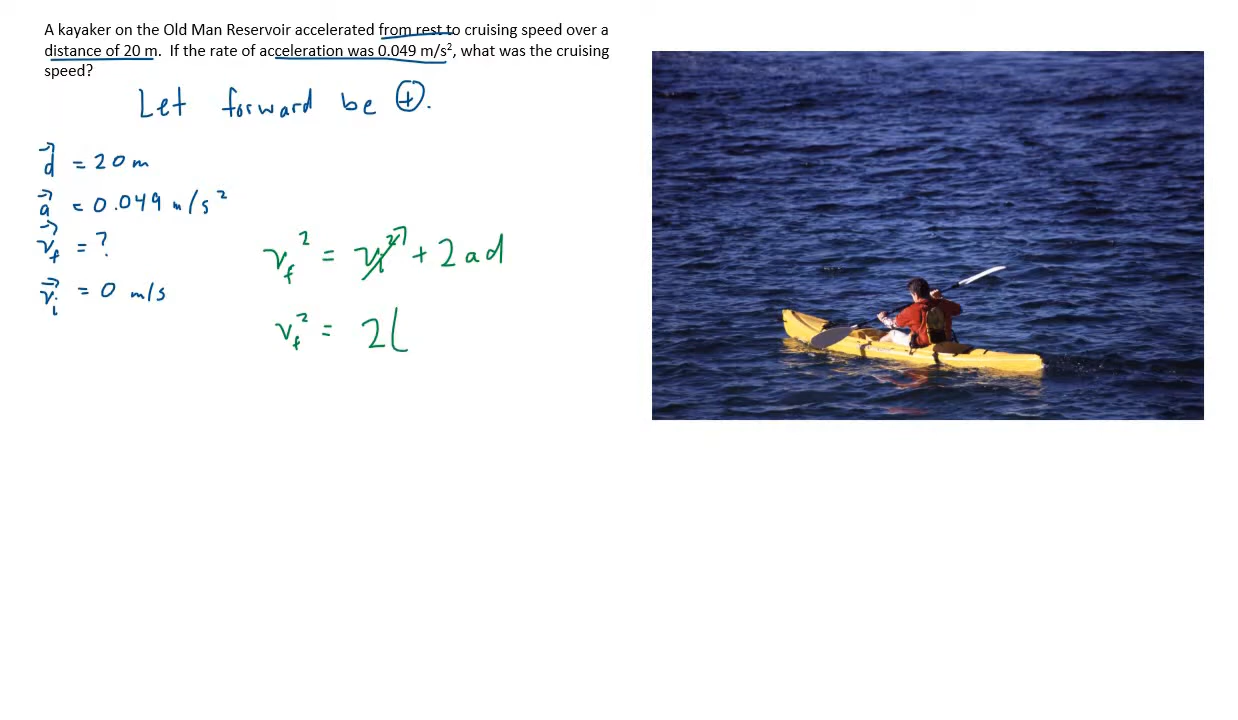 A kayaker on the Old Man Reservoir accelerated from rest to cruising speed over a
distance of 20 m. If the rate of acceleration was 0.049 m/s², what was the cruising
speed?
Let forward be ⊕.
d⃗ = 20 m
a⃗ = 0.049 m/s²
v⃗f = ?
v⃗i = 0 m/s
vf² = vi² + 2ad
vf² = 2(